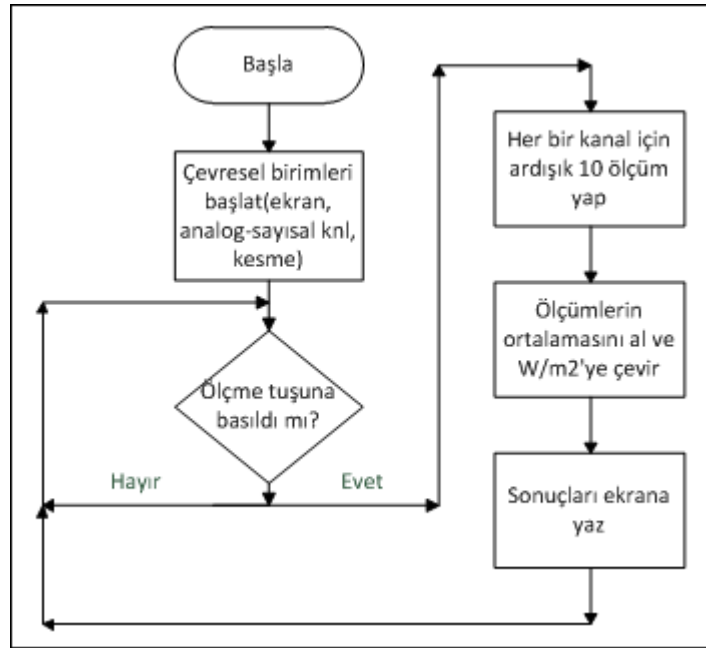 Başla
Çevresel birimleri
başlat(ekran,
analog-sayısal knl,
kesme)
Ölçme tuşuna
basıldı mı?
Hayır
Evet
Her bir kanal için
ardışık 10 ölçüm
yap
Ölçümlerin
ortalamasını al ve
W/m2'ye çevir
Sonuçları ekrana
yaz